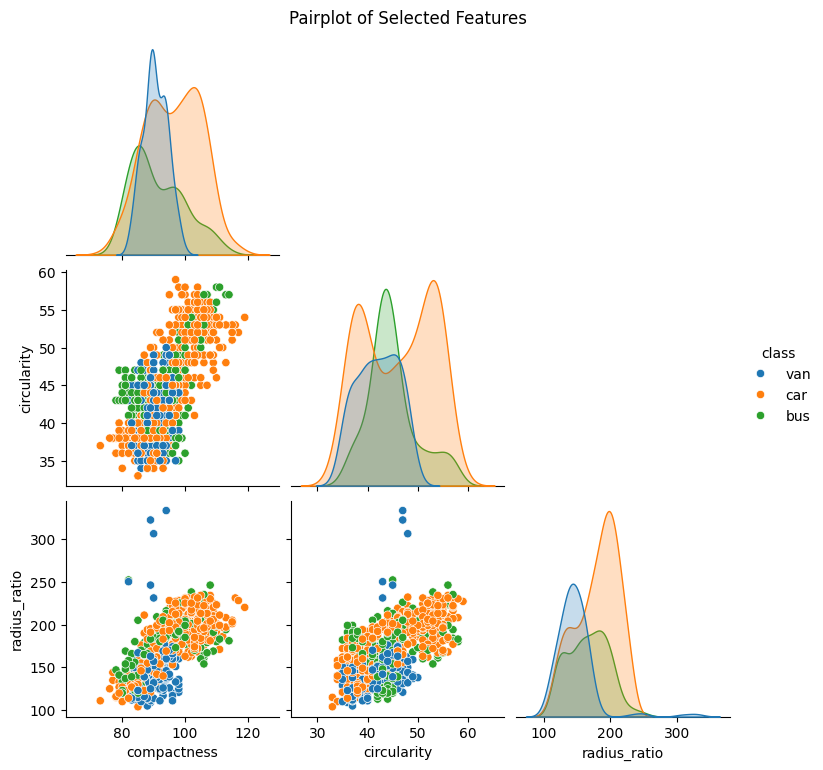 Pairplot of Selected Features
60
55
50
45
40
35
circularity
class
van
car
bus
300
250
200
150
100
radius_ratio
80 100 120
30 40 50 60
100 200 300
compactness
circularity
radius_ratio